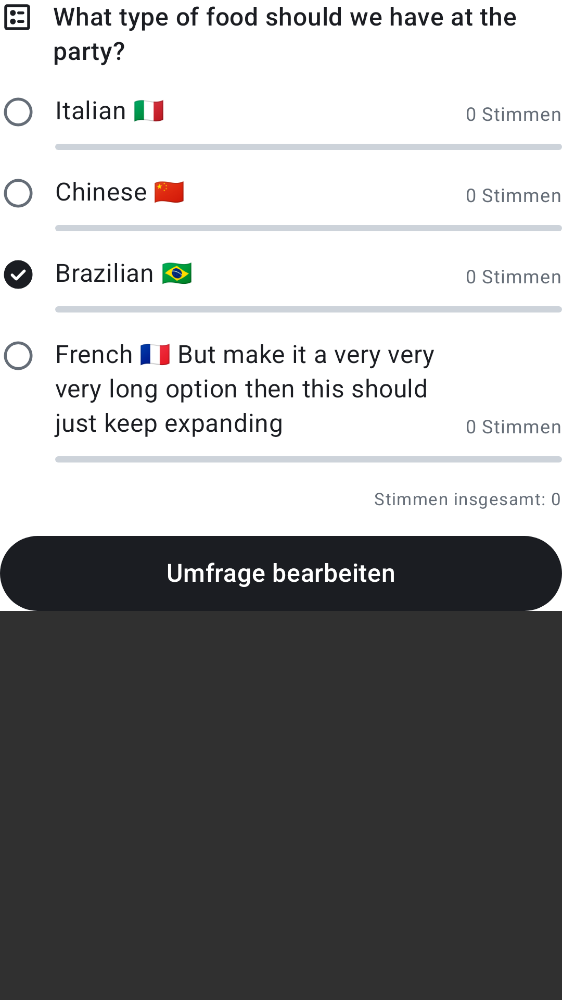 What type of food should we have at the
party?
Italian 🇮🇹 0 Stimmen
Chinese 🇨🇳 0 Stimmen
Brazilian 🇧🇷 0 Stimmen
French 🇫🇷 But make it a very very
very long option then this should
just keep expanding 0 Stimmen
Stimmen insgesamt: 0
Umfrage bearbeiten